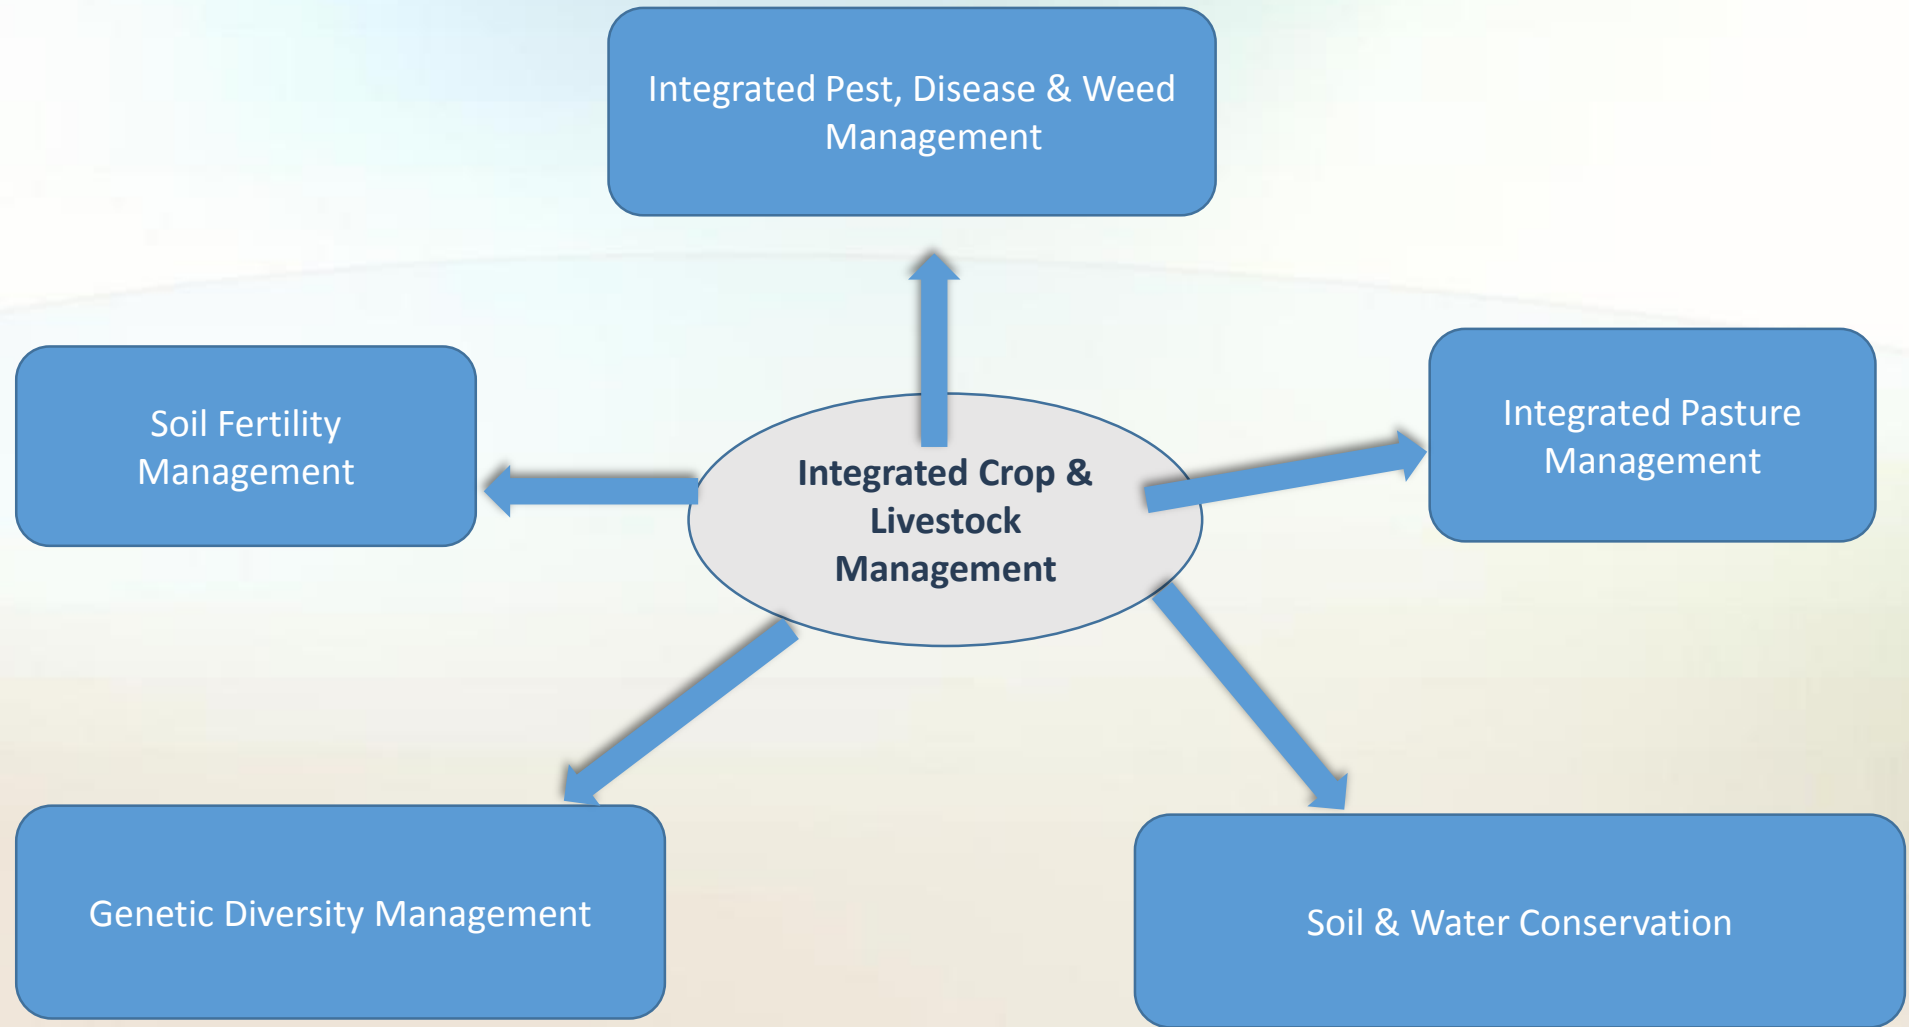 Integrated Pest, Disease & Weed
Management
Soil Fertility
Management
Integrated Crop &
Livestock
Management
Integrated Pasture
Management
Genetic Diversity Management
Soil & Water Conservation